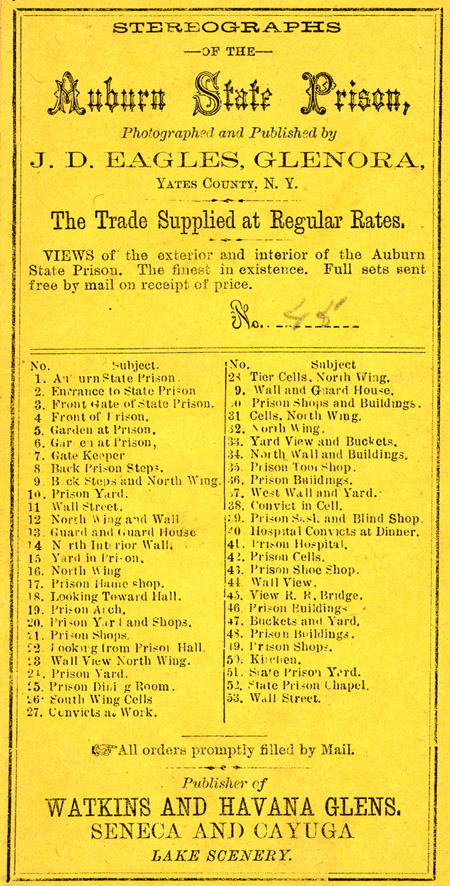 STEREOGRAPHS
—OF THE—
Auburn State Prison,
Photographed and Published by
J. D. EAGLES, GLENORA,
YATES COUNTY, N. Y.
The Trade Supplied at Regular Rates.
VIEWS of the exterior and interior of the Auburn
State Prison. The finest in existence. Full sets sent
free by mail on receipt of price.
No. 45
No. Subject.
1. Auburn State Prison
2. Entrance to State Prison
3. Front Gate of State Prison.
4 Front of Prison.
5. Garden at Prison.
6. Garden at Prison,
7. Gate Keeper
8 Back Prison Steps.
9. Back Steps and North Wing.
10. Prison Yard.
11 Wall Street.
12 North Wing and Wall
13. Guard and Guard House
14 North Interior Wall.
15 Yard in Prison.
16. North Wing
17. Prison Hame shop.
18. Looking Toward Hall.
19. Prison Arch.
20. Prison Yard and Shops.
21. Prison Shops.
22. Looking from Prison Hall.
23 Wall View North Wing.
24. Prison Yard.
25. Prison Dining Room.
26 South Wing Cells
27. Convicts at Work.
No. Subject
28 Tier Cells, North Wing.
9. Wall and Guard House.
30 Prison Shops and Buildings.
31 Cells, North Wing.
32. North Wing.
33. Yard View and Buckets.
34. North Wall and Buildings.
35. Prison Tool Shop.
36. Prison Buildings.
37. West Wall and Yard.
38. Convict in Cell.
39. Prison Sash and Blind Shop.
40 Hospital Convicts at Dinner.
41. Prison Hospital.
42. Prison Cells.
43. Prison Shoe Shop.
44. Wall View.
45. View R. R. Bridge.
46. Prison Buildings
47. Buckets and Yard.
48. Prison Buildings.
49. Prison Shops.
50. Kitchen.
51. State Prison Yard.
52. State Prison Chapel.
53. Wall Street.
☞All orders promptly filled by Mail.
Publisher of
WATKINS AND HAVANA GLENS.
SENECA AND CAYUGA
LAKE SCENERY.